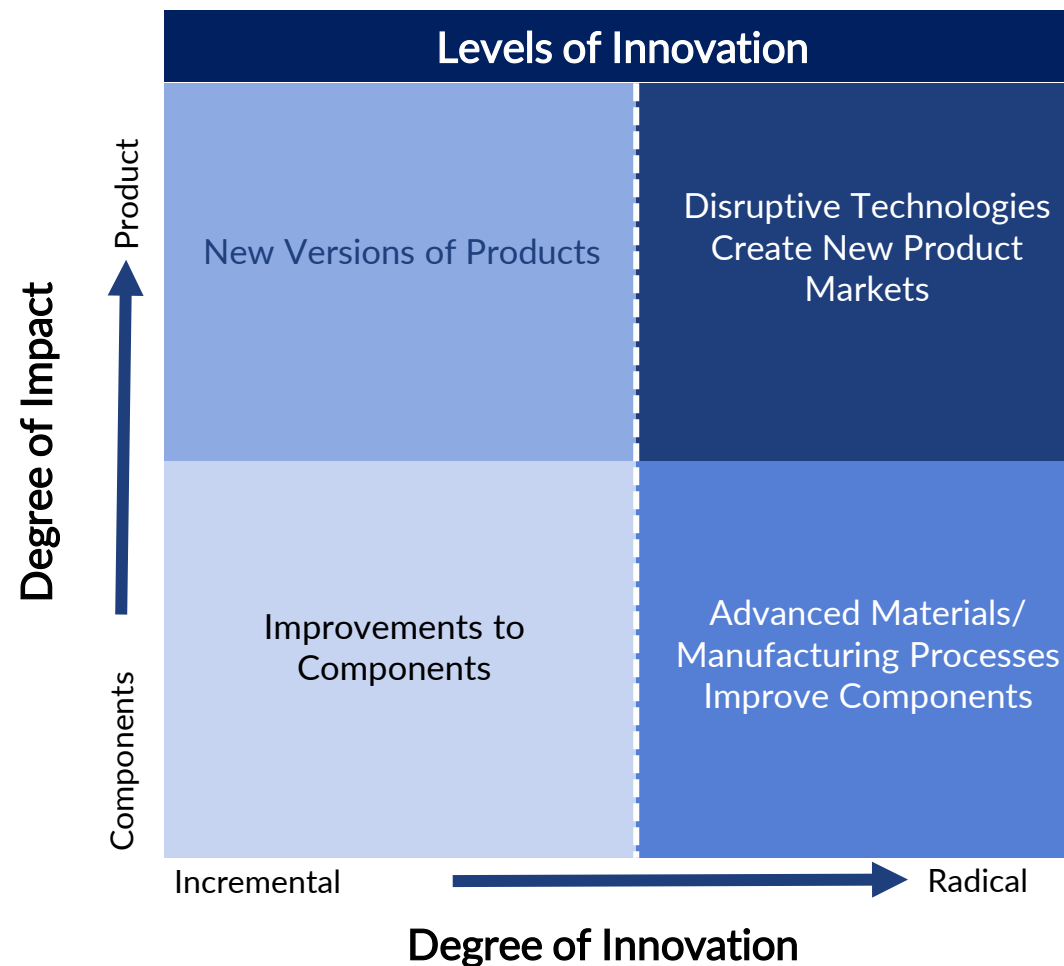 Levels of Innovation
New Versions of Products
Disruptive Technologies
Create New Product
Markets
Product
Degree of Impact
Components
Improvements to
Components
Advanced Materials/
Manufacturing Processes
Improve Components
Incremental
Radical
Degree of Innovation